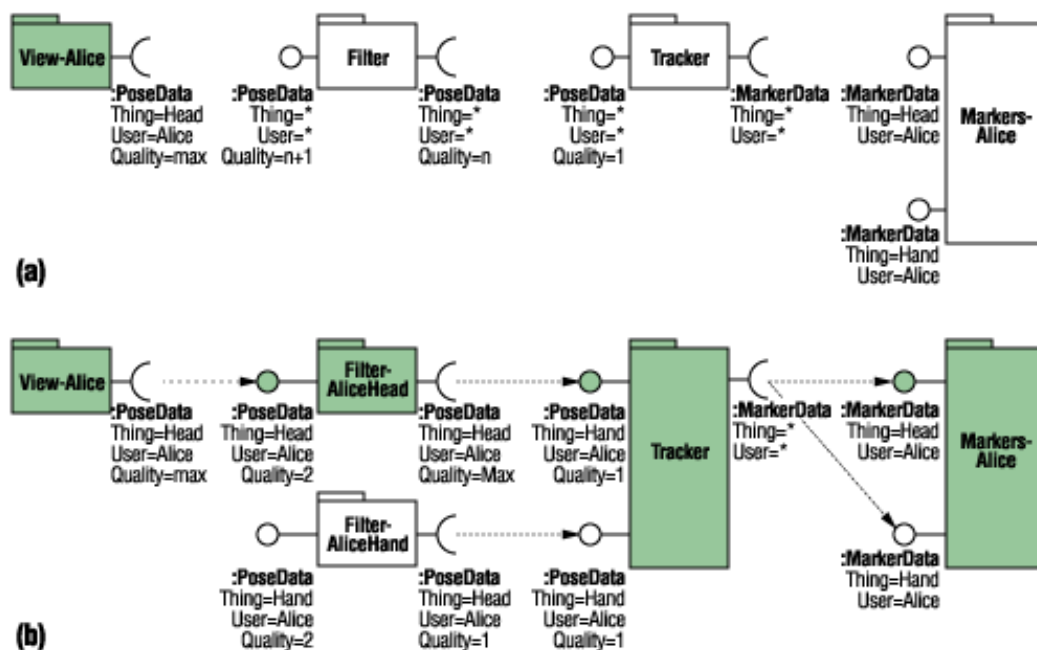 View-Alice
:PoseData
Thing=Head
User=Alice
Quality=max
Filter
:PoseData
Thing=*
User=*
Quality=n+1
:PoseData
Thing=*
User=*
Quality=n
Tracker
:PoseData
Thing=*
User=*
Quality=1
:MarkerData
Thing=*
User=*
Markers-
Alice
:MarkerData
Thing=Head
User=Alice
:MarkerData
Thing=Hand
User=Alice
(a)
View-Alice
:PoseData
Thing=Head
User=Alice
Quality=max
Filter-
AliceHead
:PoseData
Thing=Head
User=Alice
Quality=2
:PoseData
Thing=Head
User=Alice
Quality=Max
Filter-
AliceHand
:PoseData
Thing=Hand
User=Alice
Quality=2
:PoseData
Thing=Head
User=Alice
Quality=1
Tracker
:PoseData
Thing=Hand
User=Alice
Quality=1
:PoseData
Thing=Hand
User=Alice
Quality=1
:MarkerData
Thing=*
User=*
Markers-
Alice
:MarkerData
Thing=Head
User=Alice
:MarkerData
Thing=Hand
User=Alice
(b)